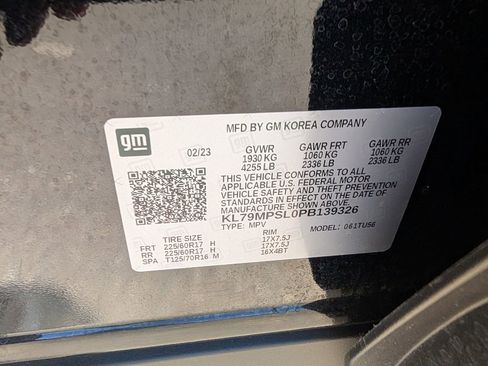 gm
MFD BY GM KOREA COMPANY
02/23 GVWR GAWR FRT GAWR RR
1930 KG 1060 KG 1060 KG
4255 LB 2336 LB 2336 LB
THIS VEHICLE CONFORMS TO ALL
APPLICABLE U.S. FEDERAL MOTOR
VEHICLE SAFETY AND THEFT PREVENTION
STANDARDS IN EFFECT ON THE DATE OF
MANUFACTURE SHOWN ABOVE.
KL79MPSL0PB139326
TYPE: MPV MODEL: 061TU56
TIRE SIZE RIM
FRT 225/60R17 H 17X7.5J
RR 225/60R17 H 17X7.5J
SPA T125/70R16 M 16X4BT